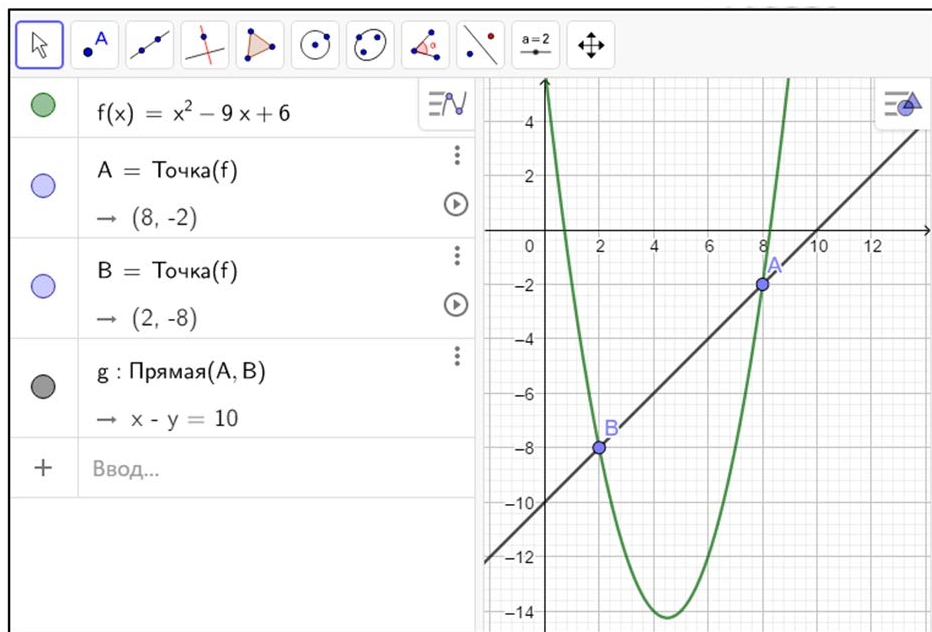 A
α
a = 2
f(x) = x² − 9 x + 6
A = Точка(f)
→ (8, -2)
B = Точка(f)
→ (2, -8)
g : Прямая(A, B)
→ x - y = 10
+ Ввод...
4
2
0 2 4 6 8 10 12
A
−2
−4
−6
B
−8
−10
−12
−14